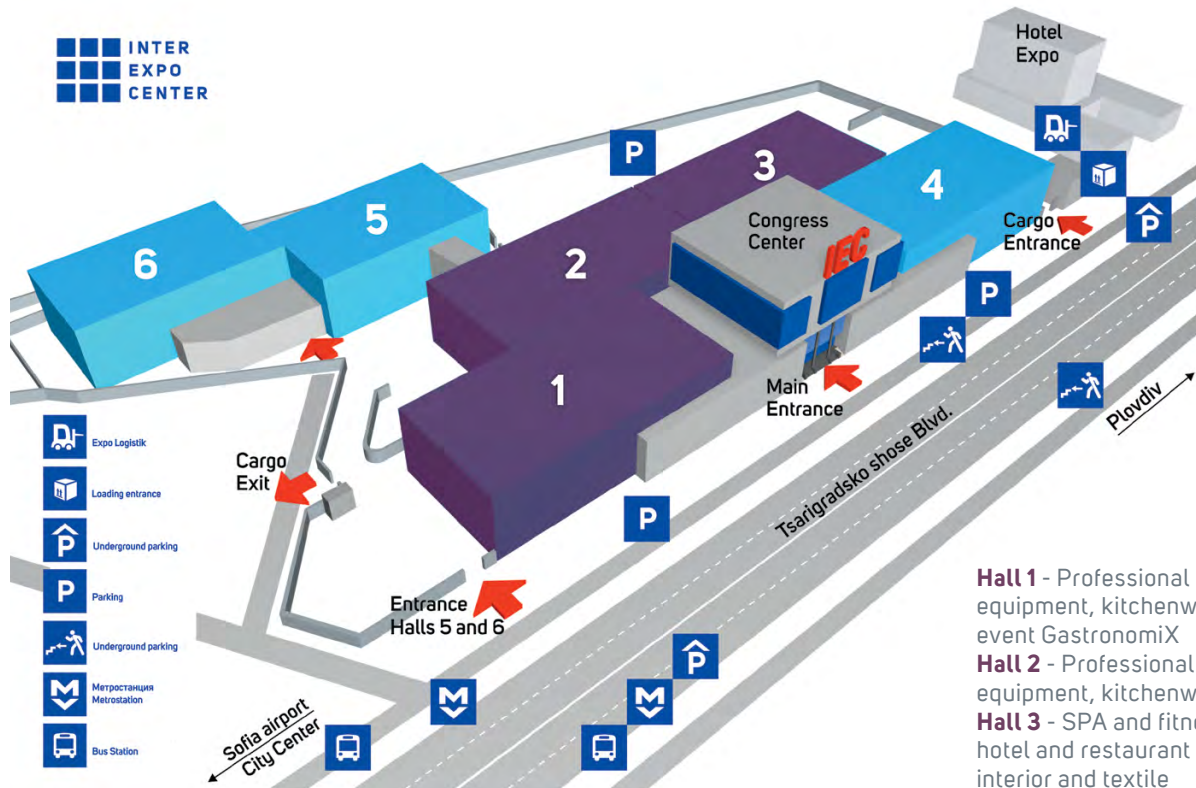 INTER
EXPO
CENTER
Hotel
Expo
P
3
4
5
6
Congress
Center
IEC
Cargo
Entrance
P
2
P
1
Main
Entrance
Plovdiv
Expo Logistik
Loading entrance
P
Underground parking
P
Parking
Underground parking
Метростанция
Metrostation
M
Bus Station
Cargo
Exit
P
Tsarigradsko shose Blvd.
Entrance
Halls 5 and 6
P
M
M
Sofia airport
City Center
Hall 1 - Professional
equipment, kitchenw
event GastronomiX
Hall 2 - Professional
equipment, kitchenw
Hall 3 - SPA and fitn
hotel and restaurant
interior and textile